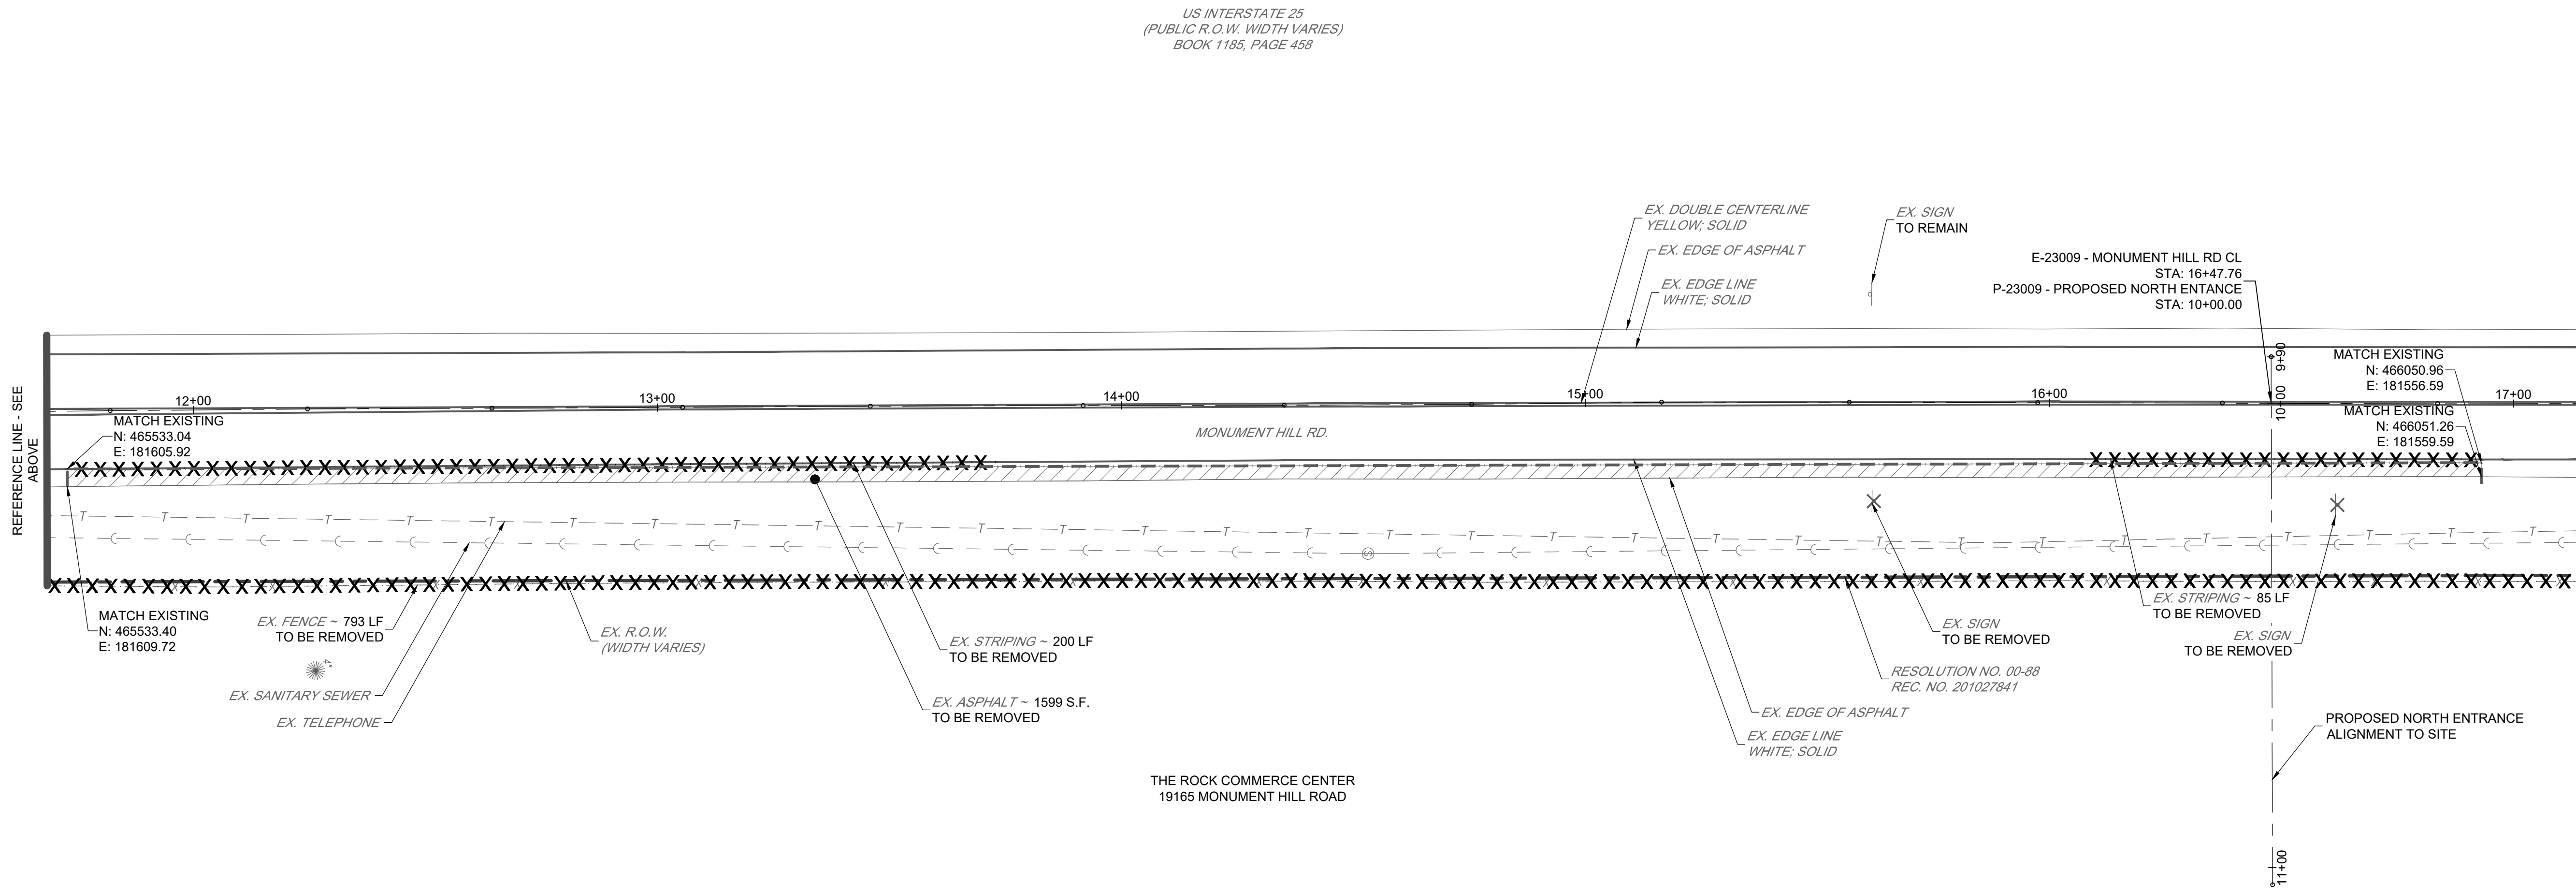 US INTERSTATE 25
(PUBLIC R.O.W. WIDTH VARIES)
BOOK 1185, PAGE 458
EX. DOUBLE CENTERLINE
YELLOW; SOLID
EX. EDGE OF ASPHALT
EX. EDGE LINE
WHITE; SOLID
EX. SIGN
TO REMAIN
E-23009 - MONUMENT HILL RD CL
STA: 16+47.76
P-23009 - PROPOSED NORTH ENTANCE
STA: 10+00.00
REFERENCE LINE - SEE
ABOVE
12+00
13+00
14+00
15+00
16+00
17+00
9+90
10+00
MATCH EXISTING
N: 466050.96
E: 181556.59
MATCH EXISTING
N: 466051.26
E: 181559.59
MATCH EXISTING
N: 465533.04
E: 181605.92
MONUMENT HILL RD.
T T T T T T T T T T T T T T T T T T T T T T T T T T T T T T T
S
MATCH EXISTING
N: 465533.40
E: 181609.72
EX. FENCE ~ 793 LF
TO BE REMOVED
4"
EX. SANITARY SEWER
EX. TELEPHONE
EX. R.O.W.
(WIDTH VARIES)
EX. STRIPING ~ 200 LF
TO BE REMOVED
EX. ASPHALT ~ 1599 S.F.
TO BE REMOVED
EX. STRIPING ~ 85 LF
TO BE REMOVED
EX. SIGN
TO BE REMOVED
EX. SIGN
TO BE REMOVED
RESOLUTION NO. 00-88
REC. NO. 201027841
EX. EDGE OF ASPHALT
EX. EDGE LINE
WHITE; SOLID
PROPOSED NORTH ENTRANCE
ALIGNMENT TO SITE
THE ROCK COMMERCE CENTER
19165 MONUMENT HILL ROAD
11+00